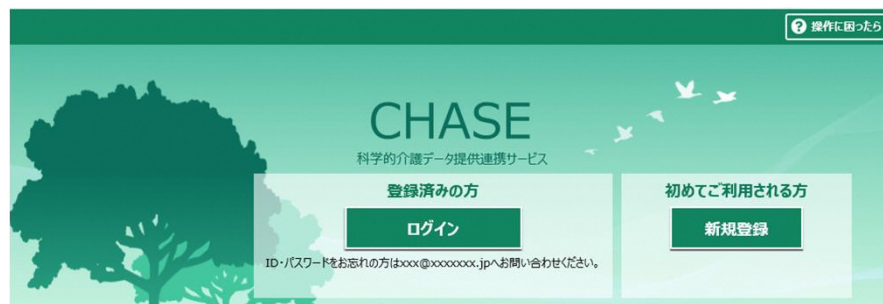 ? 操作に困ったら
CHASE
科学的介護データ提供連携サービス
登録済みの方
ログイン
ID・パスワードをお忘れの方はxxx@xxxxxxx.jpへお問い合わせください。
初めてご利用される方
新規登録